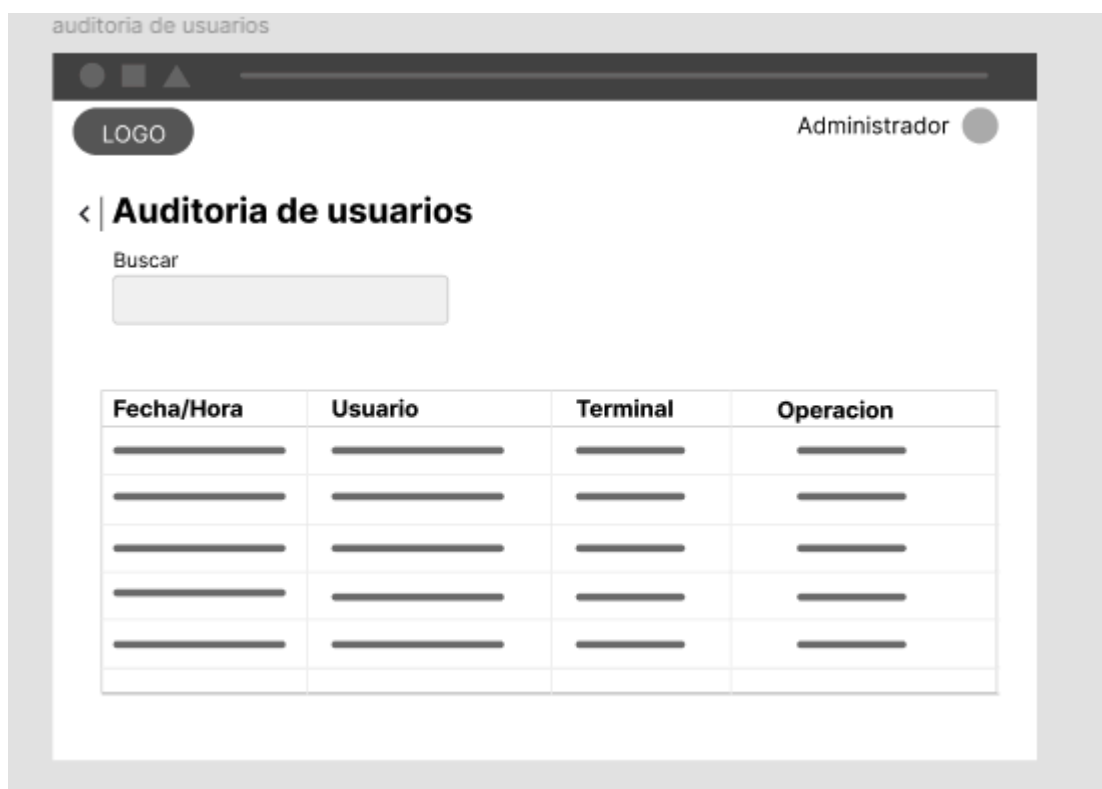 auditoria de usuarios
LOGO
Administrador
Auditoria de usuarios
Buscar
Fecha/Hora Usuario Terminal Operacion